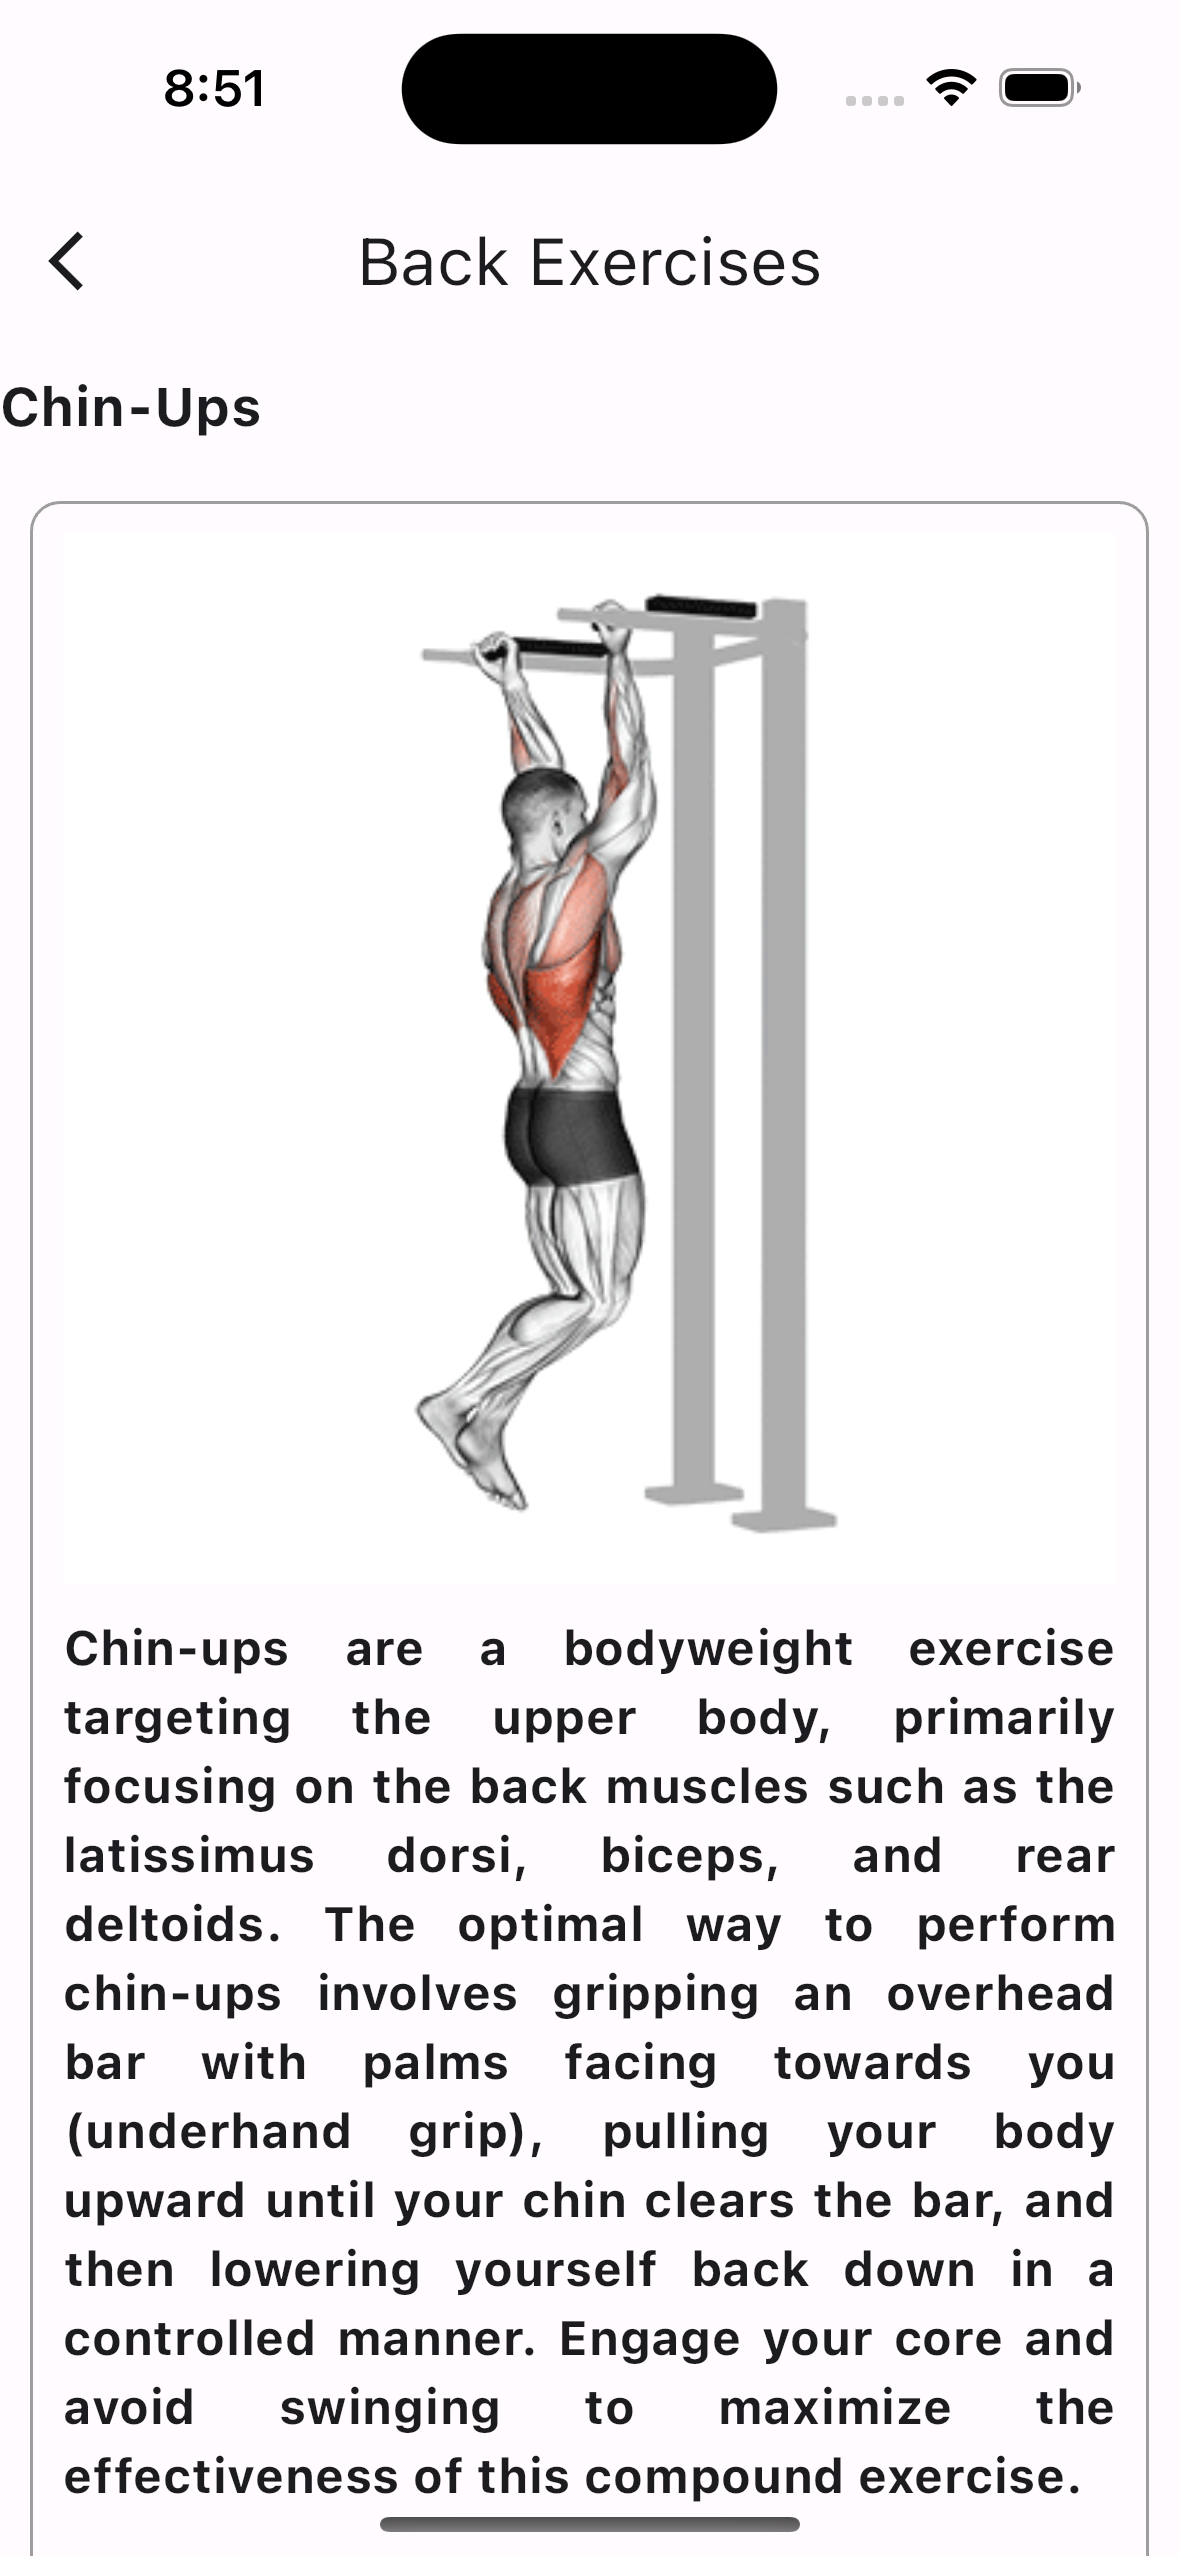 8:51
Back Exercises
Chin-Ups
Chin-ups are a bodyweight exercise
targeting the upper body, primarily
focusing on the back muscles such as the
latissimus dorsi, biceps, and rear
deltoids. The optimal way to perform
chin-ups involves gripping an overhead
bar with palms facing towards you
(underhand grip), pulling your body
upward until your chin clears the bar, and
then lowering yourself back down in a
controlled manner. Engage your core and
avoid swinging to maximize the
effectiveness of this compound exercise.